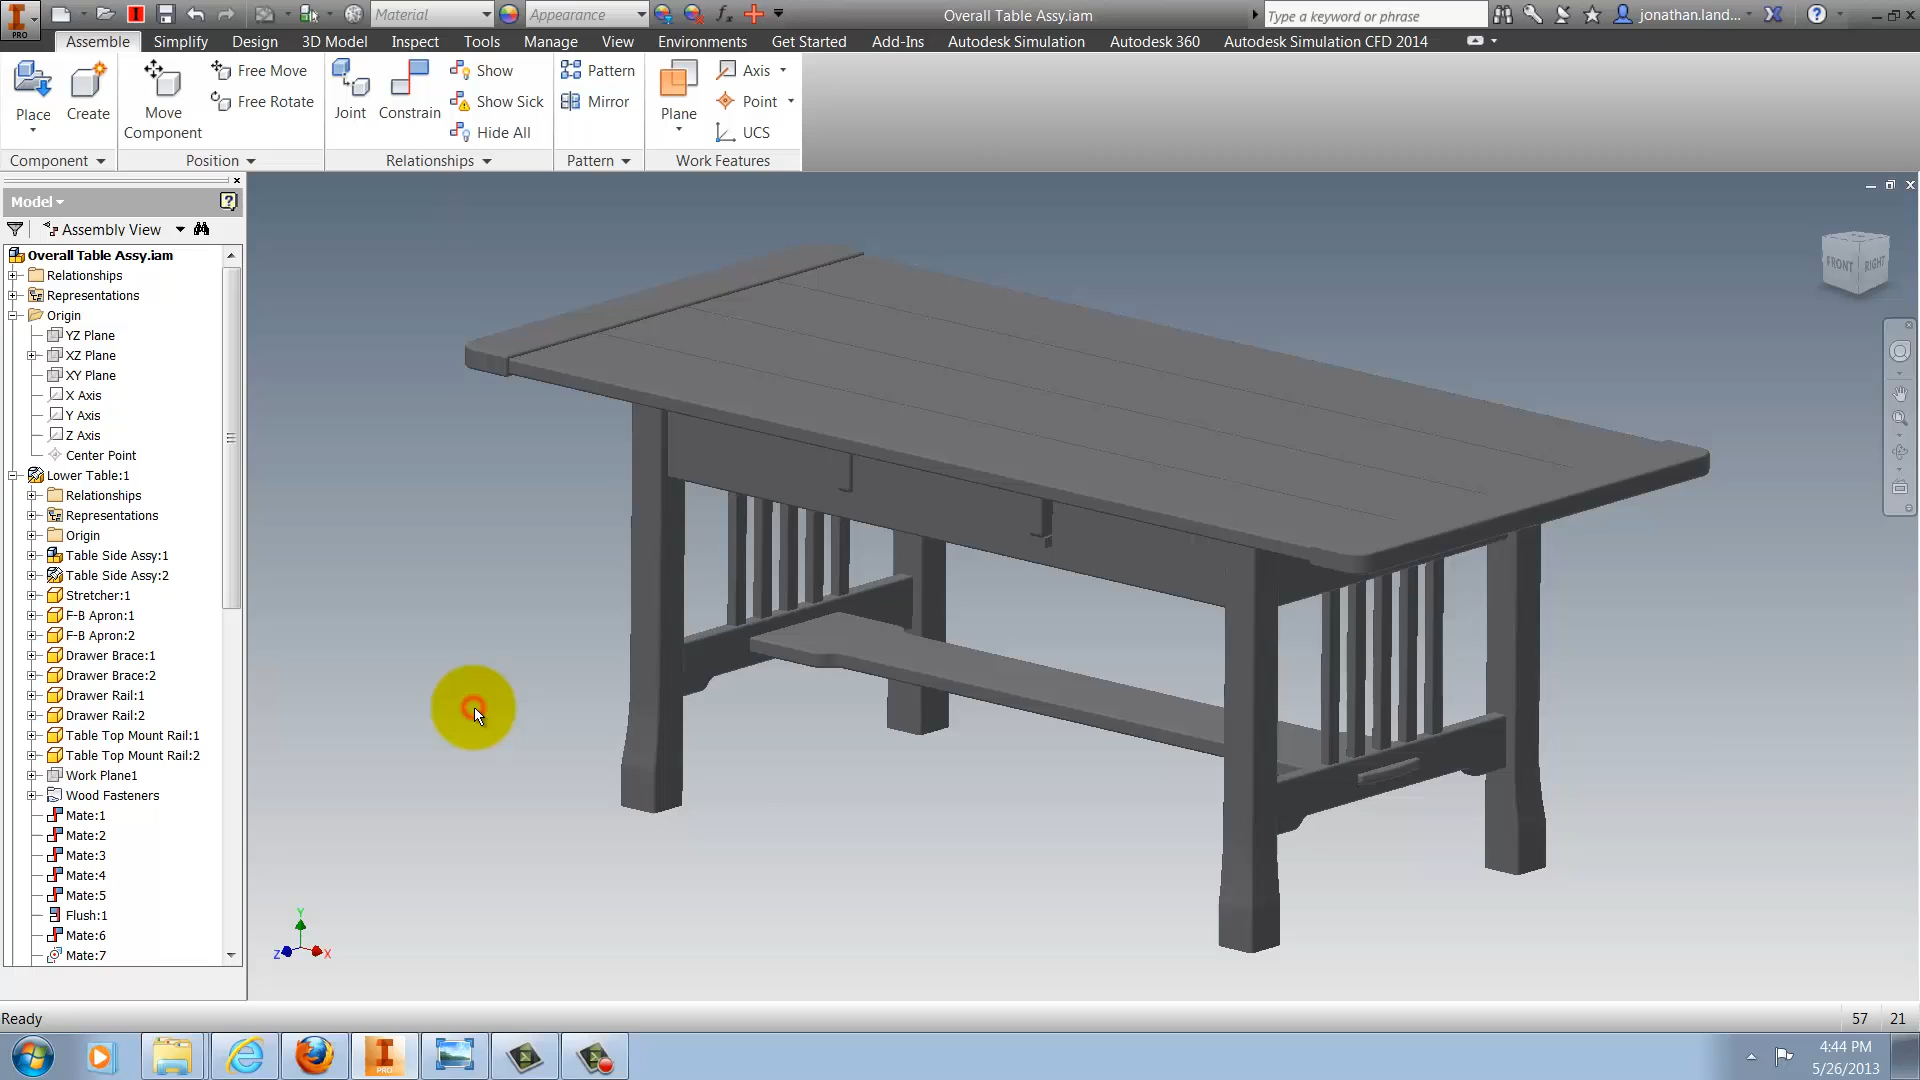 PRO
Material
Appearance
fx
Overall Table Assy.iam
Type a keyword or phrase
jonathan.land...
Assemble Simplify Design 3D Model Inspect Tools Manage View Environments Get Started Add-Ins Autodesk Simulation Autodesk 360 Autodesk Simulation CFD 2014
Place
Create
Component
Move
Component
Free Move
Free Rotate
Position
Joint
Constrain
Show
Show Sick
Hide All
Relationships
Pattern
Mirror
Pattern
Plane
Axis
Point
UCS
Work Features
Model
Assembly View
Overall Table Assy.iam
Relationships
Representations
Origin
YZ Plane
XZ Plane
XY Plane
X Axis
Y Axis
Z Axis
Center Point
Lower Table:1
Relationships
Representations
Origin
Table Side Assy:1
Table Side Assy:2
Stretcher:1
F-B Apron:1
F-B Apron:2
Drawer Brace:1
Drawer Brace:2
Drawer Rail:1
Drawer Rail:2
Table Top Mount Rail:1
Table Top Mount Rail:2
Work Plane1
Wood Fasteners
Mate:1
Mate:2
Mate:3
Mate:4
Mate:5
Flush:1
Mate:6
Mate:7
FRONT RIGHT
Y
Z X
Ready
57 21
PRO
4:44 PM
5/26/2013